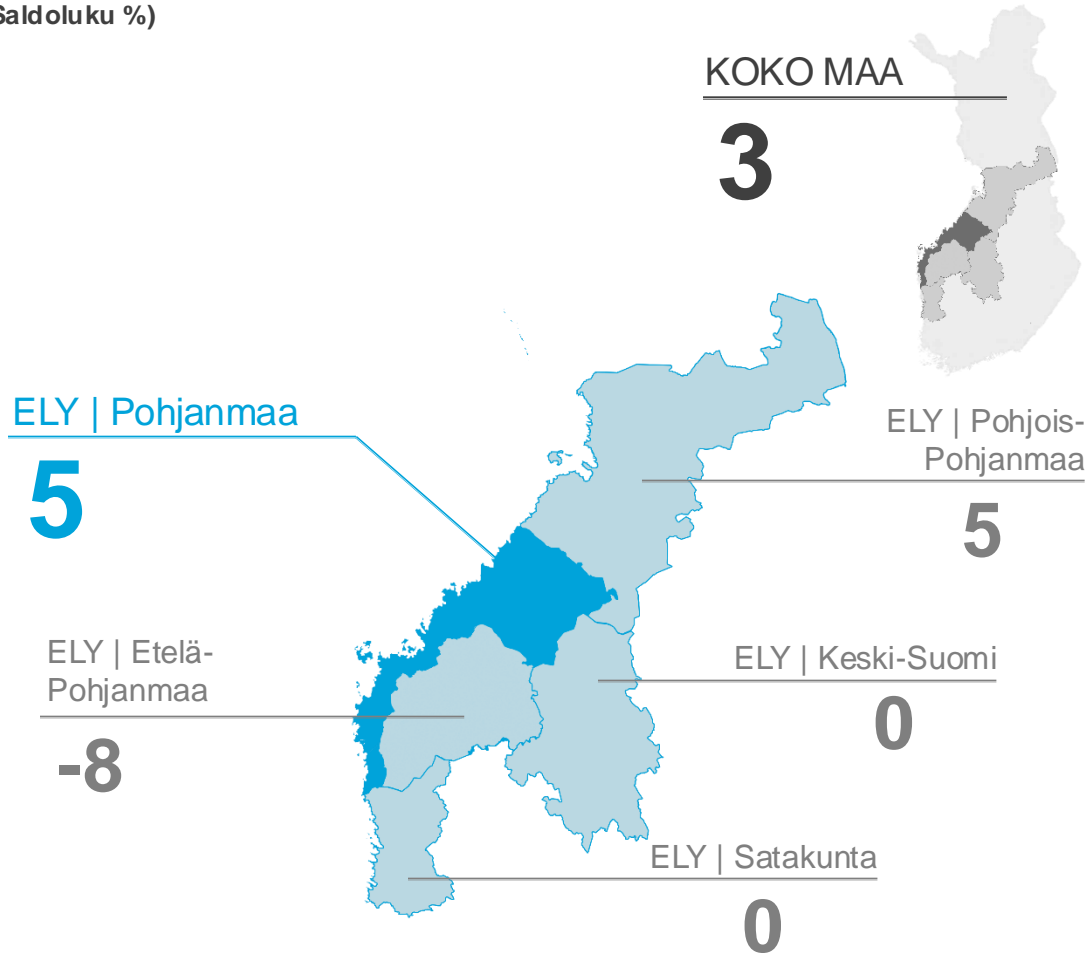 Saldoluku %)
KOKO MAA
3
ELY | Pohjanmaa
5
ELY | Pohjois-
Pohjanmaa
5
ELY | Etelä-
Pohjanmaa
-8
ELY | Keski-Suomi
0
ELY | Satakunta
0